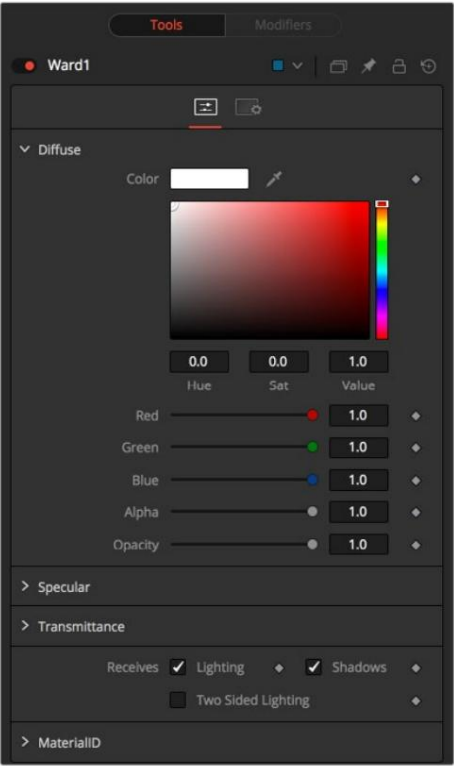 Tools Modifiers
Ward1
Diffuse
Color
0.0 0.0 1.0
Hue Sat Value
Red 1.0
Green 1.0
Blue 1.0
Alpha 1.0
Opacity 1.0
Specular
Transmittance
Receives Lighting Shadows
Two Sided Lighting
MaterialID